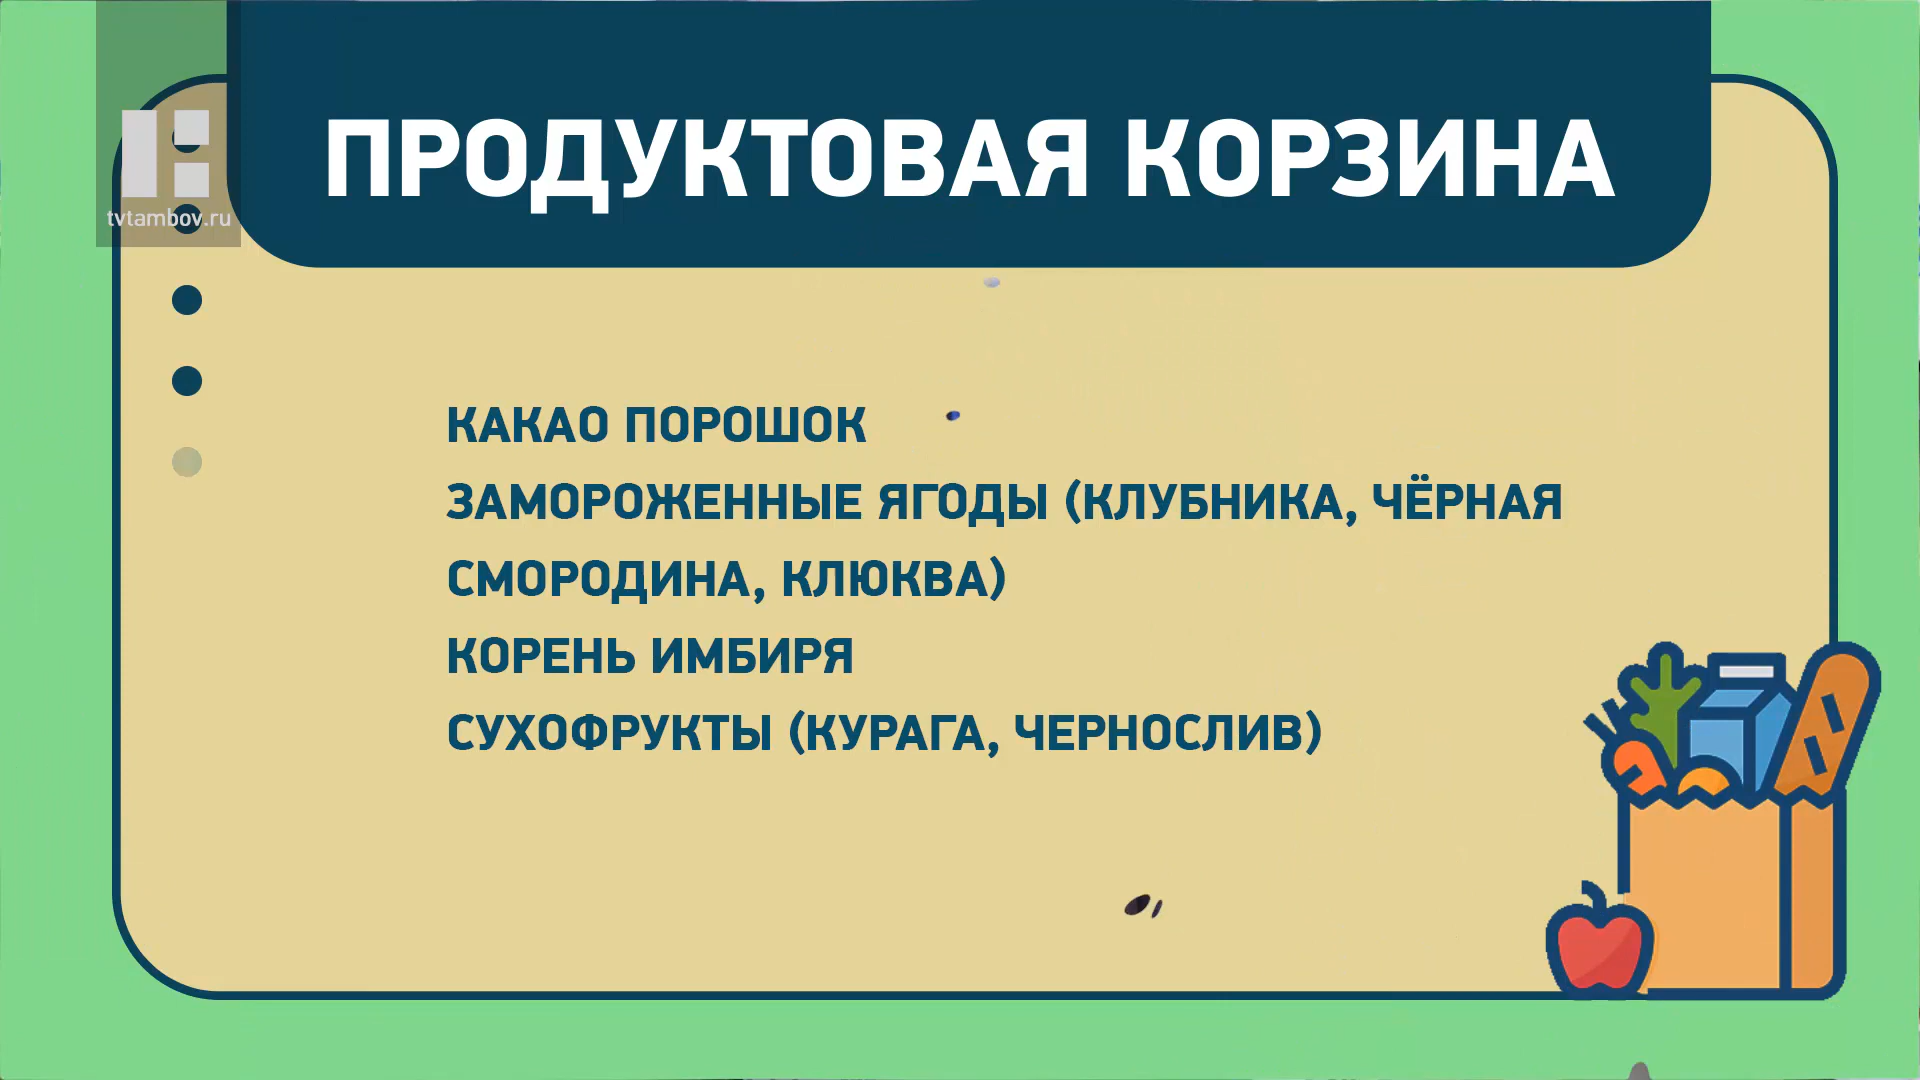 ПРОДУКТОВАЯ КОРЗИНА
tvtambov.ru
КАКАО ПОРОШОК
ЗАМОРОЖЕННЫЕ ЯГОДЫ (КЛУБНИКА, ЧЁРНАЯ
СМОРОДИНА, КЛЮКВА)
КОРЕНЬ ИМБИРЯ
СУХОФРУКТЫ (КУРАГА, ЧЕРНОСЛИВ)